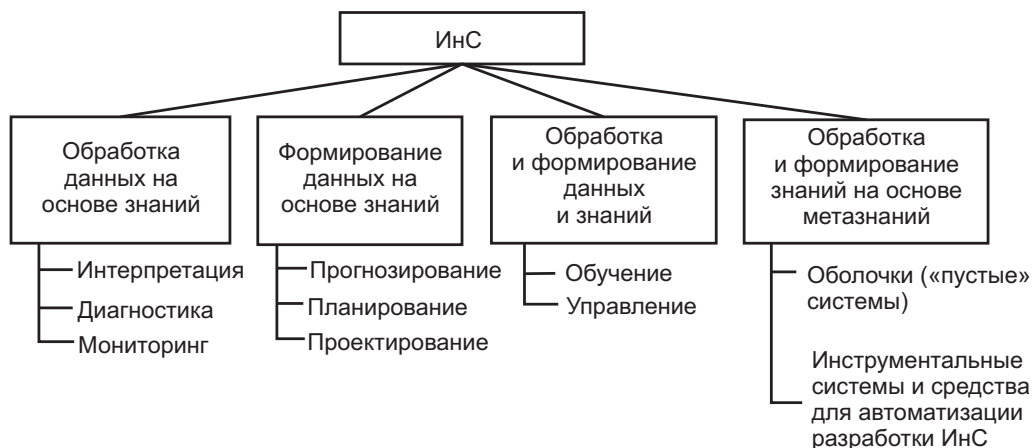 ИнС
Обработка
данных на
основе знаний
Интерпретация
Диагностика
Мониторинг
Формирование
данных на
основе знаний
Прогнозирование
Планирование
Проектирование
Обработка
и формирование
данных
и знаний
Обучение
Управление
Обработка
и формирование
знаний на основе
метазнаний
Оболочки («пустые»
системы)
Инструментальные
системы и средства
для автоматизации
разработки ИнС